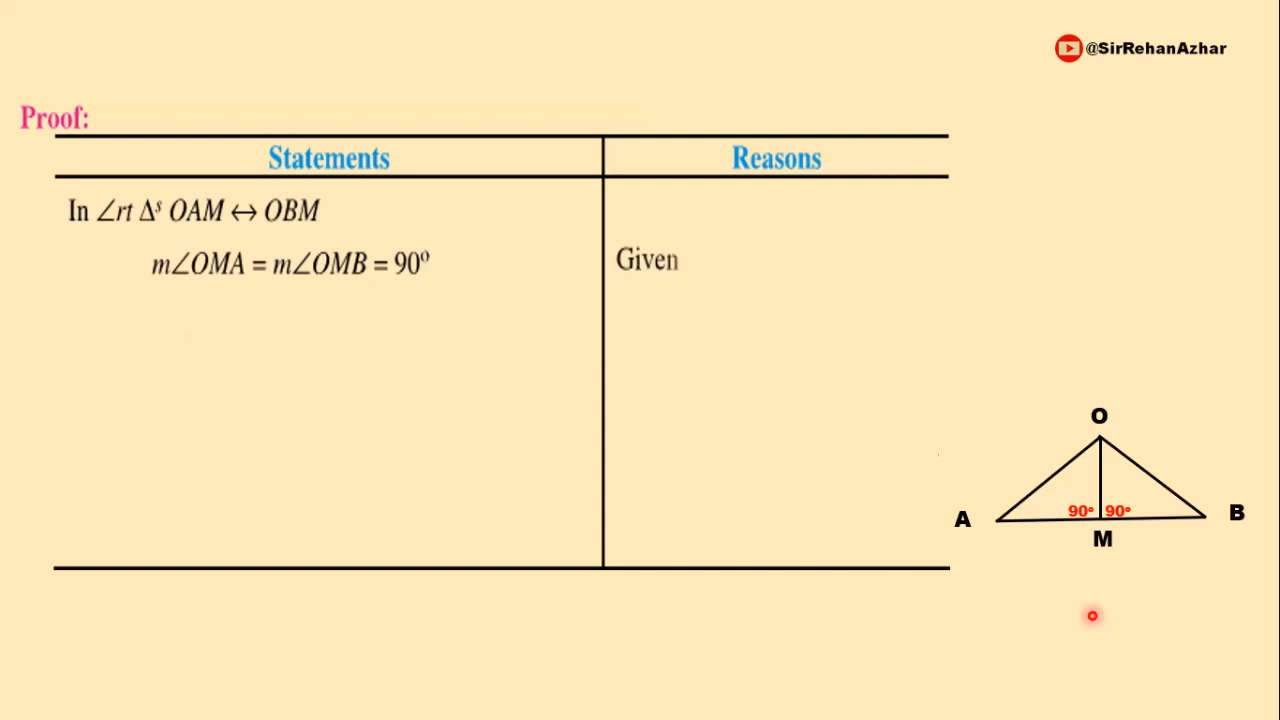 @SirRehanAzhar
Proof:
Statements Reasons
In ∠rt Δˢ OAM ↔ OBM
m∠OMA = m∠OMB = 90° Given
O
A 90° 90° B
M